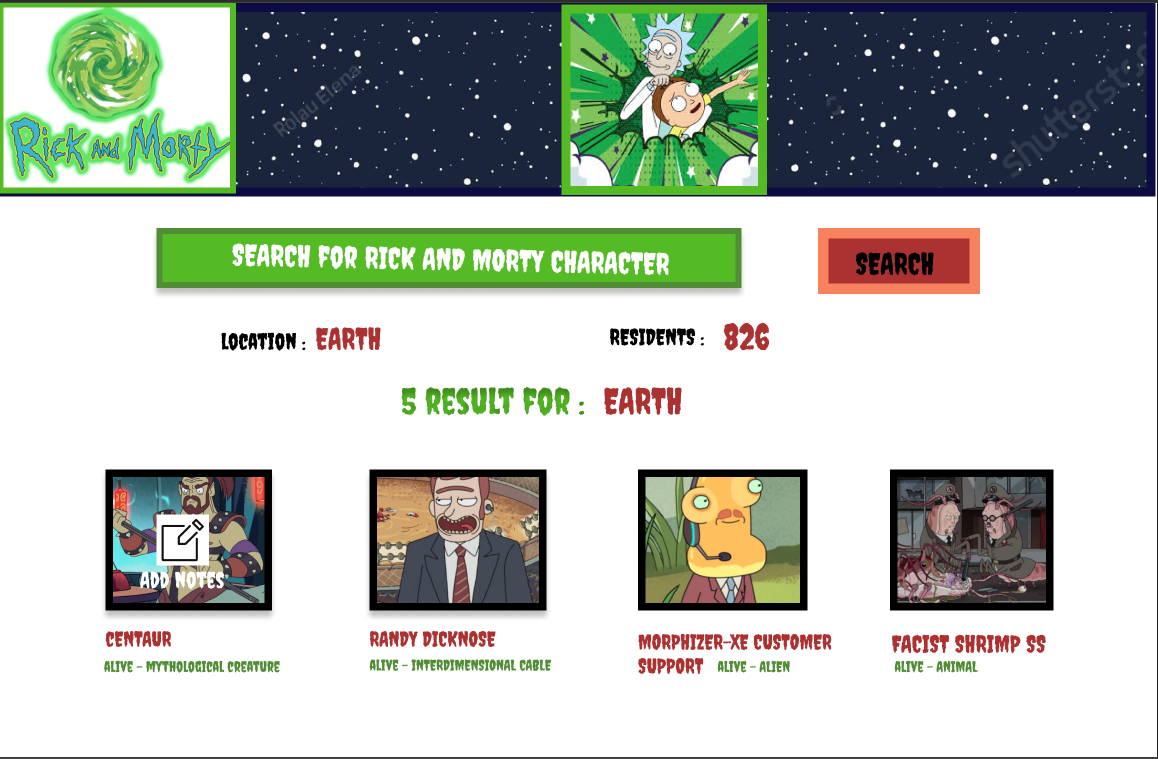 Rick and Morty
Rolau Elena
shutterstc
SEARCH FOR RICK AND MORTY CHARACTER
SEARCH
LOCATION : EARTH
RESIDENTS : 826
5 RESULT FOR : EARTH
ADD NOTES
CENTAUR
ALIVE - MYTHOLOGICAL CREATURE
RANDY DICKNOSE
ALIVE - INTERDIMENSIONAL CABLE
MORPHIZER-XE CUSTOMER
SUPPORT ALIVE - ALIEN
FACIST SHRIMP SS
ALIVE - ANIMAL